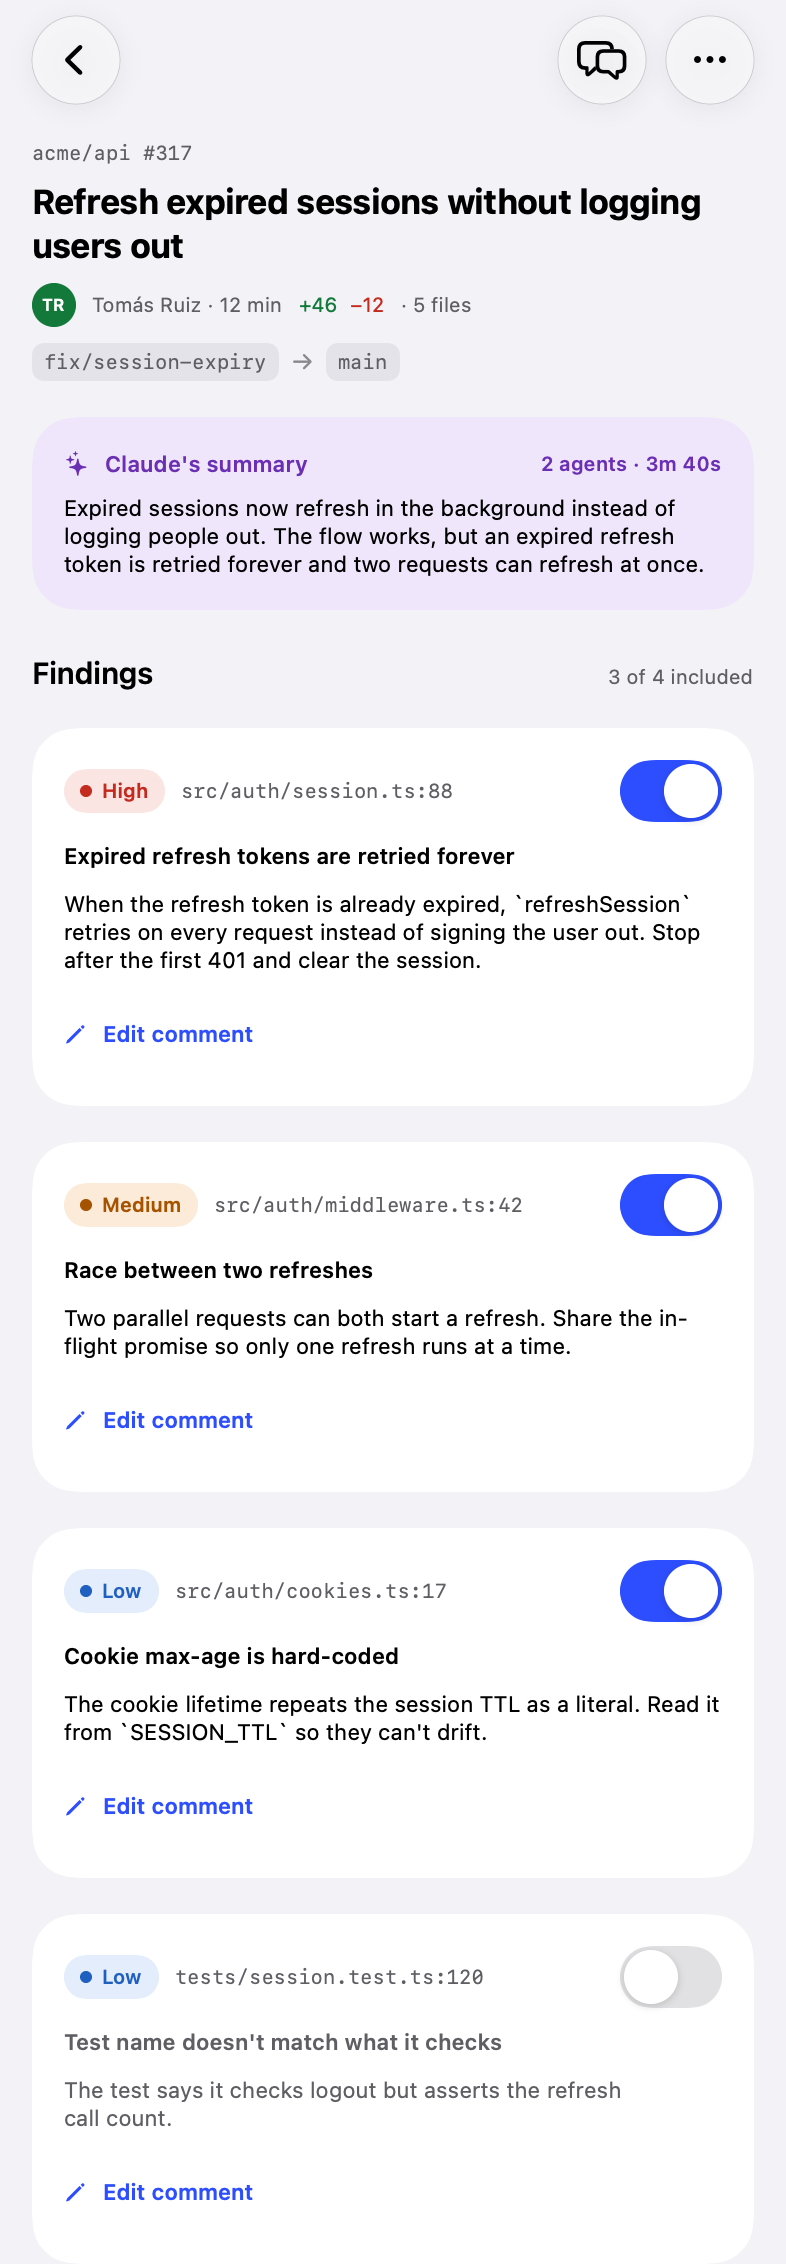 acme/api #317
Refresh expired sessions without logging
users out
TR Tomás Ruiz · 12 min +46 −12 · 5 files
fix/session-expiry → main
Claude's summary 2 agents · 3m 40s
Expired sessions now refresh in the background instead of
logging people out. The flow works, but an expired refresh
token is retried forever and two requests can refresh at once.
Findings 3 of 4 included
High src/auth/session.ts:88
Expired refresh tokens are retried forever
When the refresh token is already expired, `refreshSession`
retries on every request instead of signing the user out. Stop
after the first 401 and clear the session.
Edit comment
Medium src/auth/middleware.ts:42
Race between two refreshes
Two parallel requests can both start a refresh. Share the in-
flight promise so only one refresh runs at a time.
Edit comment
Low src/auth/cookies.ts:17
Cookie max-age is hard-coded
The cookie lifetime repeats the session TTL as a literal. Read it
from `SESSION_TTL` so they can't drift.
Edit comment
Low tests/session.test.ts:120
Test name doesn't match what it checks
The test says it checks logout but asserts the refresh
call count.
Edit comment